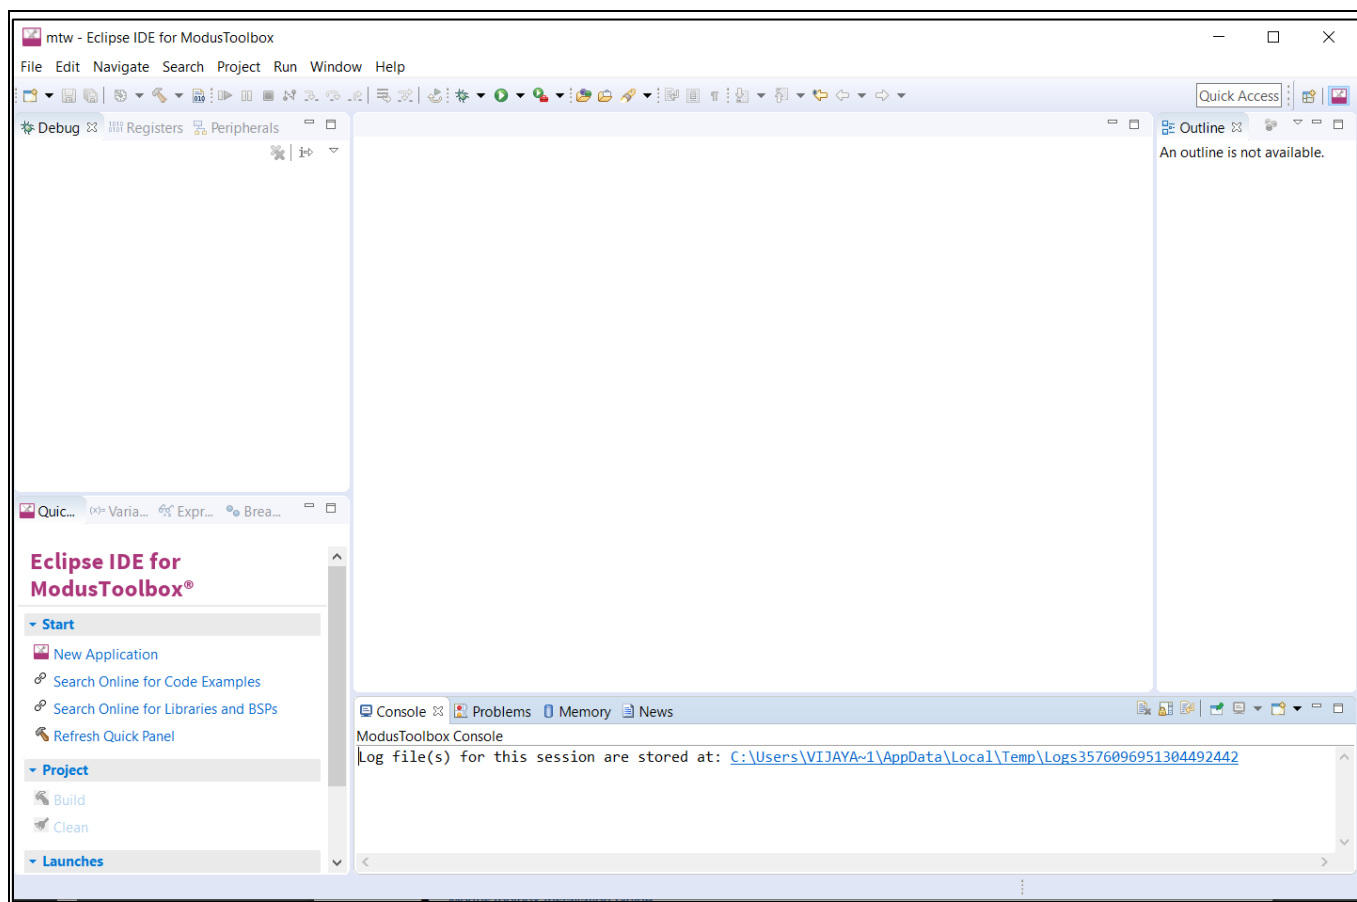 mtw - Eclipse IDE for ModusToolbox
File Edit Navigate Search Project Run Window Help
Quick Access
Debug Registers Peripherals
Outline
An outline is not available.
Quic... (x)= Varia... Expr... Brea...
Eclipse IDE for
ModusToolbox®
Start
New Application
Search Online for Code Examples
Search Online for Libraries and BSPs
Refresh Quick Panel
Project
Build
Clean
Launches
Console Problems Memory News
ModusToolbox Console
Log file(s) for this session are stored at: C:\Users\VIJAYA~1\AppData\Local\Temp\Logs3576096951304492442